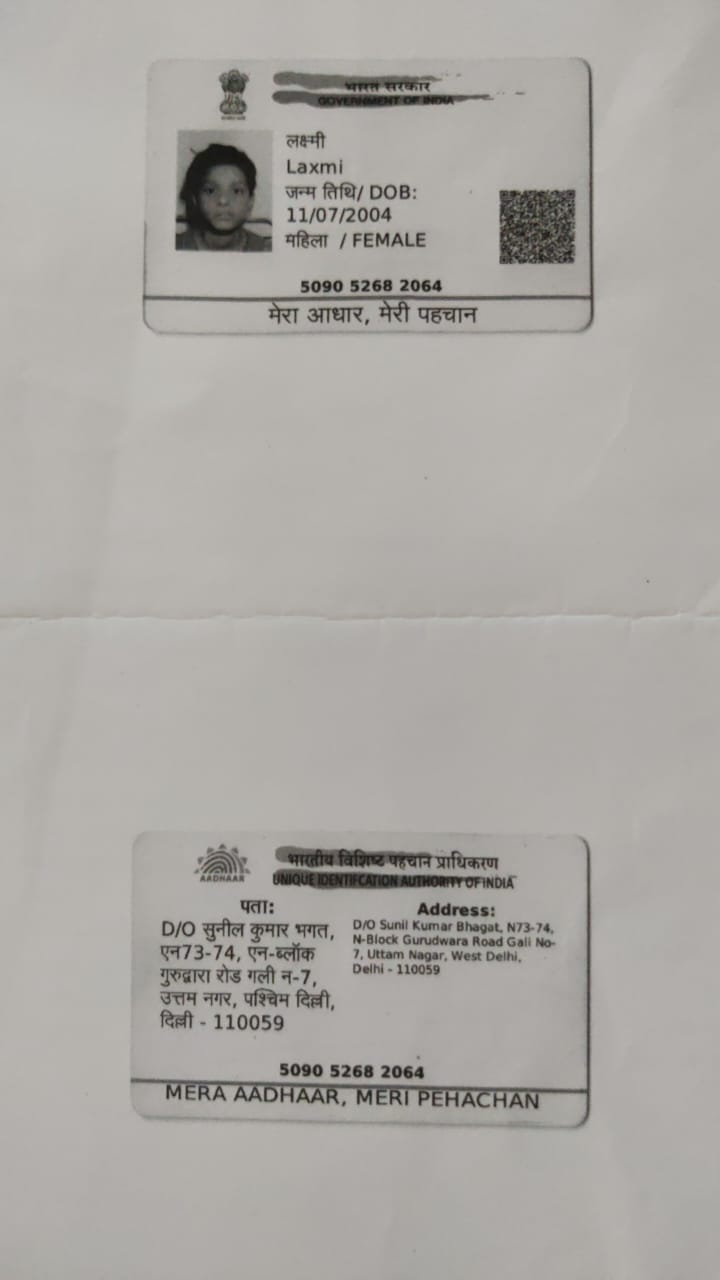 भारत सरकार
GOVERNMENT OF INDIA
लक्ष्मी
Laxmi
जन्म तिथि/ DOB:
11/07/2004
महिला / FEMALE
5090 5268 2064
मेरा आधार, मेरी पहचान
AADHAAR
भारतीय विशिष्ट पहचान प्राधिकरण
UNIQUE IDENTIFCATION AUTHORITY OF INDIA
पता:
D/O सुनील कुमार भगत,
एन73-74, एन-ब्लॉक
गुरुद्वारा रोड गली न-7,
उत्तम नगर, पश्चिम दिल्ली,
दिल्ली - 110059
Address:
D/O Sunil Kumar Bhagat, N73-74,
N-Block Gurudwara Road Gali No-
7, Uttam Nagar, West Delhi,
Delhi - 110059
5090 5268 2064
MERA AADHAAR, MERI PEHACHAN